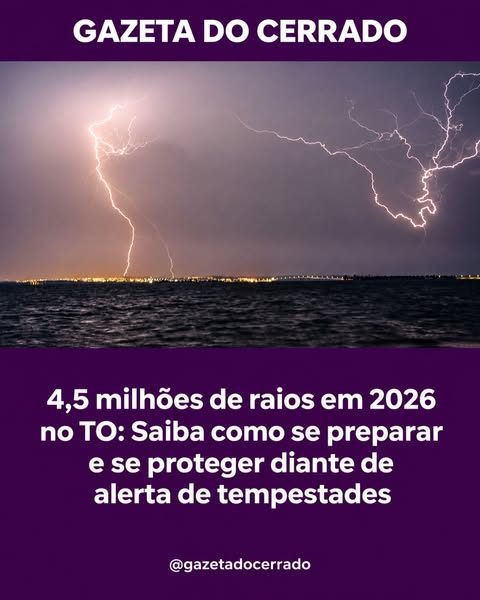 GAZETA DO CERRADO
4,5 milhões de raios em 2026
no TO: Saiba como se preparar
e se proteger diante de
alerta de tempestades
@gazetadocerrado